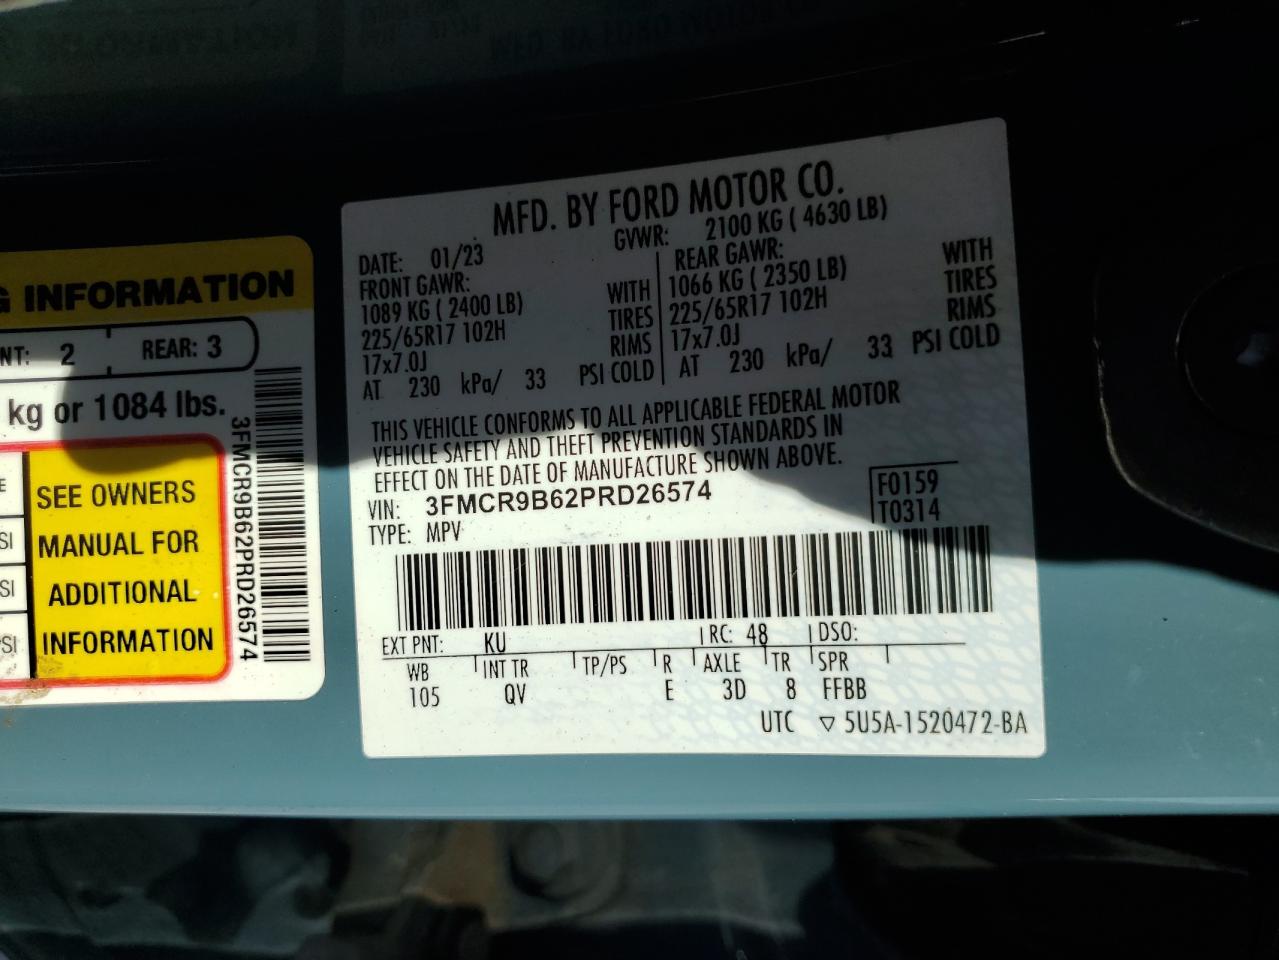 G INFORMATION
NT: 2 REAR: 3
kg or 1084 lbs.
E
SI
SI
PSI
SEE OWNERS
MANUAL FOR
ADDITIONAL
INFORMATION
3FMCR9B62PRD26574
MFD. BY FORD MOTOR CO.
DATE: 01/23 GVWR: 2100 KG ( 4630 LB)
FRONT GAWR: REAR GAWR:
1089 KG ( 2400 LB) WITH 1066 KG ( 2350 LB) WITH
225/65R17 102H TIRES 225/65R17 102H TIRES
17x7.0J RIMS 17x7.0J RIMS
AT 230 kPa/ 33 PSI COLD AT 230 kPa/ 33 PSI COLD
THIS VEHICLE CONFORMS TO ALL APPLICABLE FEDERAL MOTOR
VEHICLE SAFETY AND THEFT PREVENTION STANDARDS IN
EFFECT ON THE DATE OF MANUFACTURE SHOWN ABOVE.
VIN: 3FMCR9B62PRD26574 F0159
TYPE: MPV T0314
EXT PNT: KU RC: 48 DSO:
WB INT TR TP/PS R AXLE TR SPR
105 QV E 3D 8 FFBB
UTC ▽ 5U5A-1520472-BA